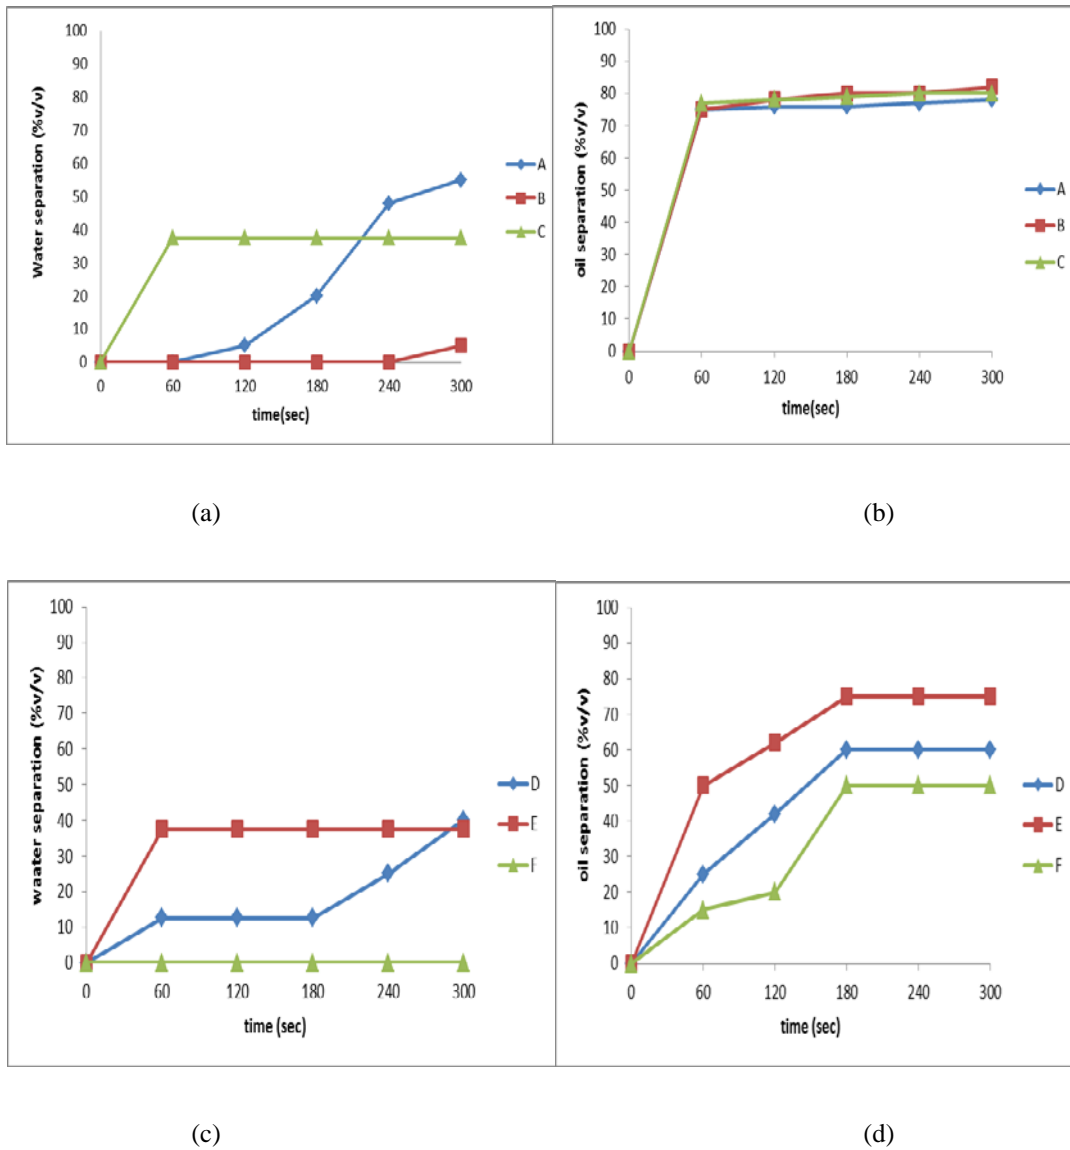 100
90
80
70
60
50
40
30
20
10
0
Water separation (%v/v)
0 60 120 180 240 300
time(sec)
A
B
C
100
90
80
70
60
50
40
30
20
10
0
oil separation (%v/v)
0 60 120 180 240 300
time(sec)
A
B
C
(a) (b)
100
90
80
70
60
50
40
30
20
10
0
waater separation (%v/v)
0 60 120 180 240 300
time (sec)
D
E
F
100
90
80
70
60
50
40
30
20
10
0
oil separation (%v/v)
0 60 120 180 240 300
time (sec)
D
E
F
(c) (d)